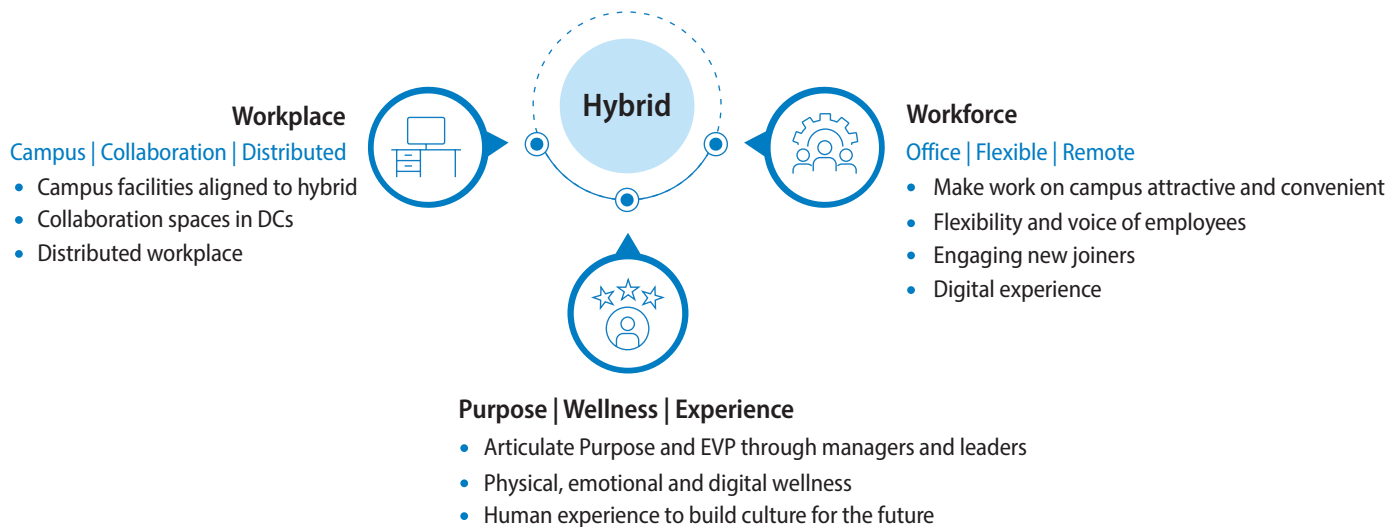 Hybrid
Workplace
Campus | Collaboration | Distributed
• Campus facilities aligned to hybrid
• Collaboration spaces in DCs
• Distributed workplace
Workforce
Office | Flexible | Remote
• Make work on campus attractive and convenient
• Flexibility and voice of employees
• Engaging new joiners
• Digital experience
Purpose | Wellness | Experience
• Articulate Purpose and EVP through managers and leaders
• Physical, emotional and digital wellness
• Human experience to build culture for the future